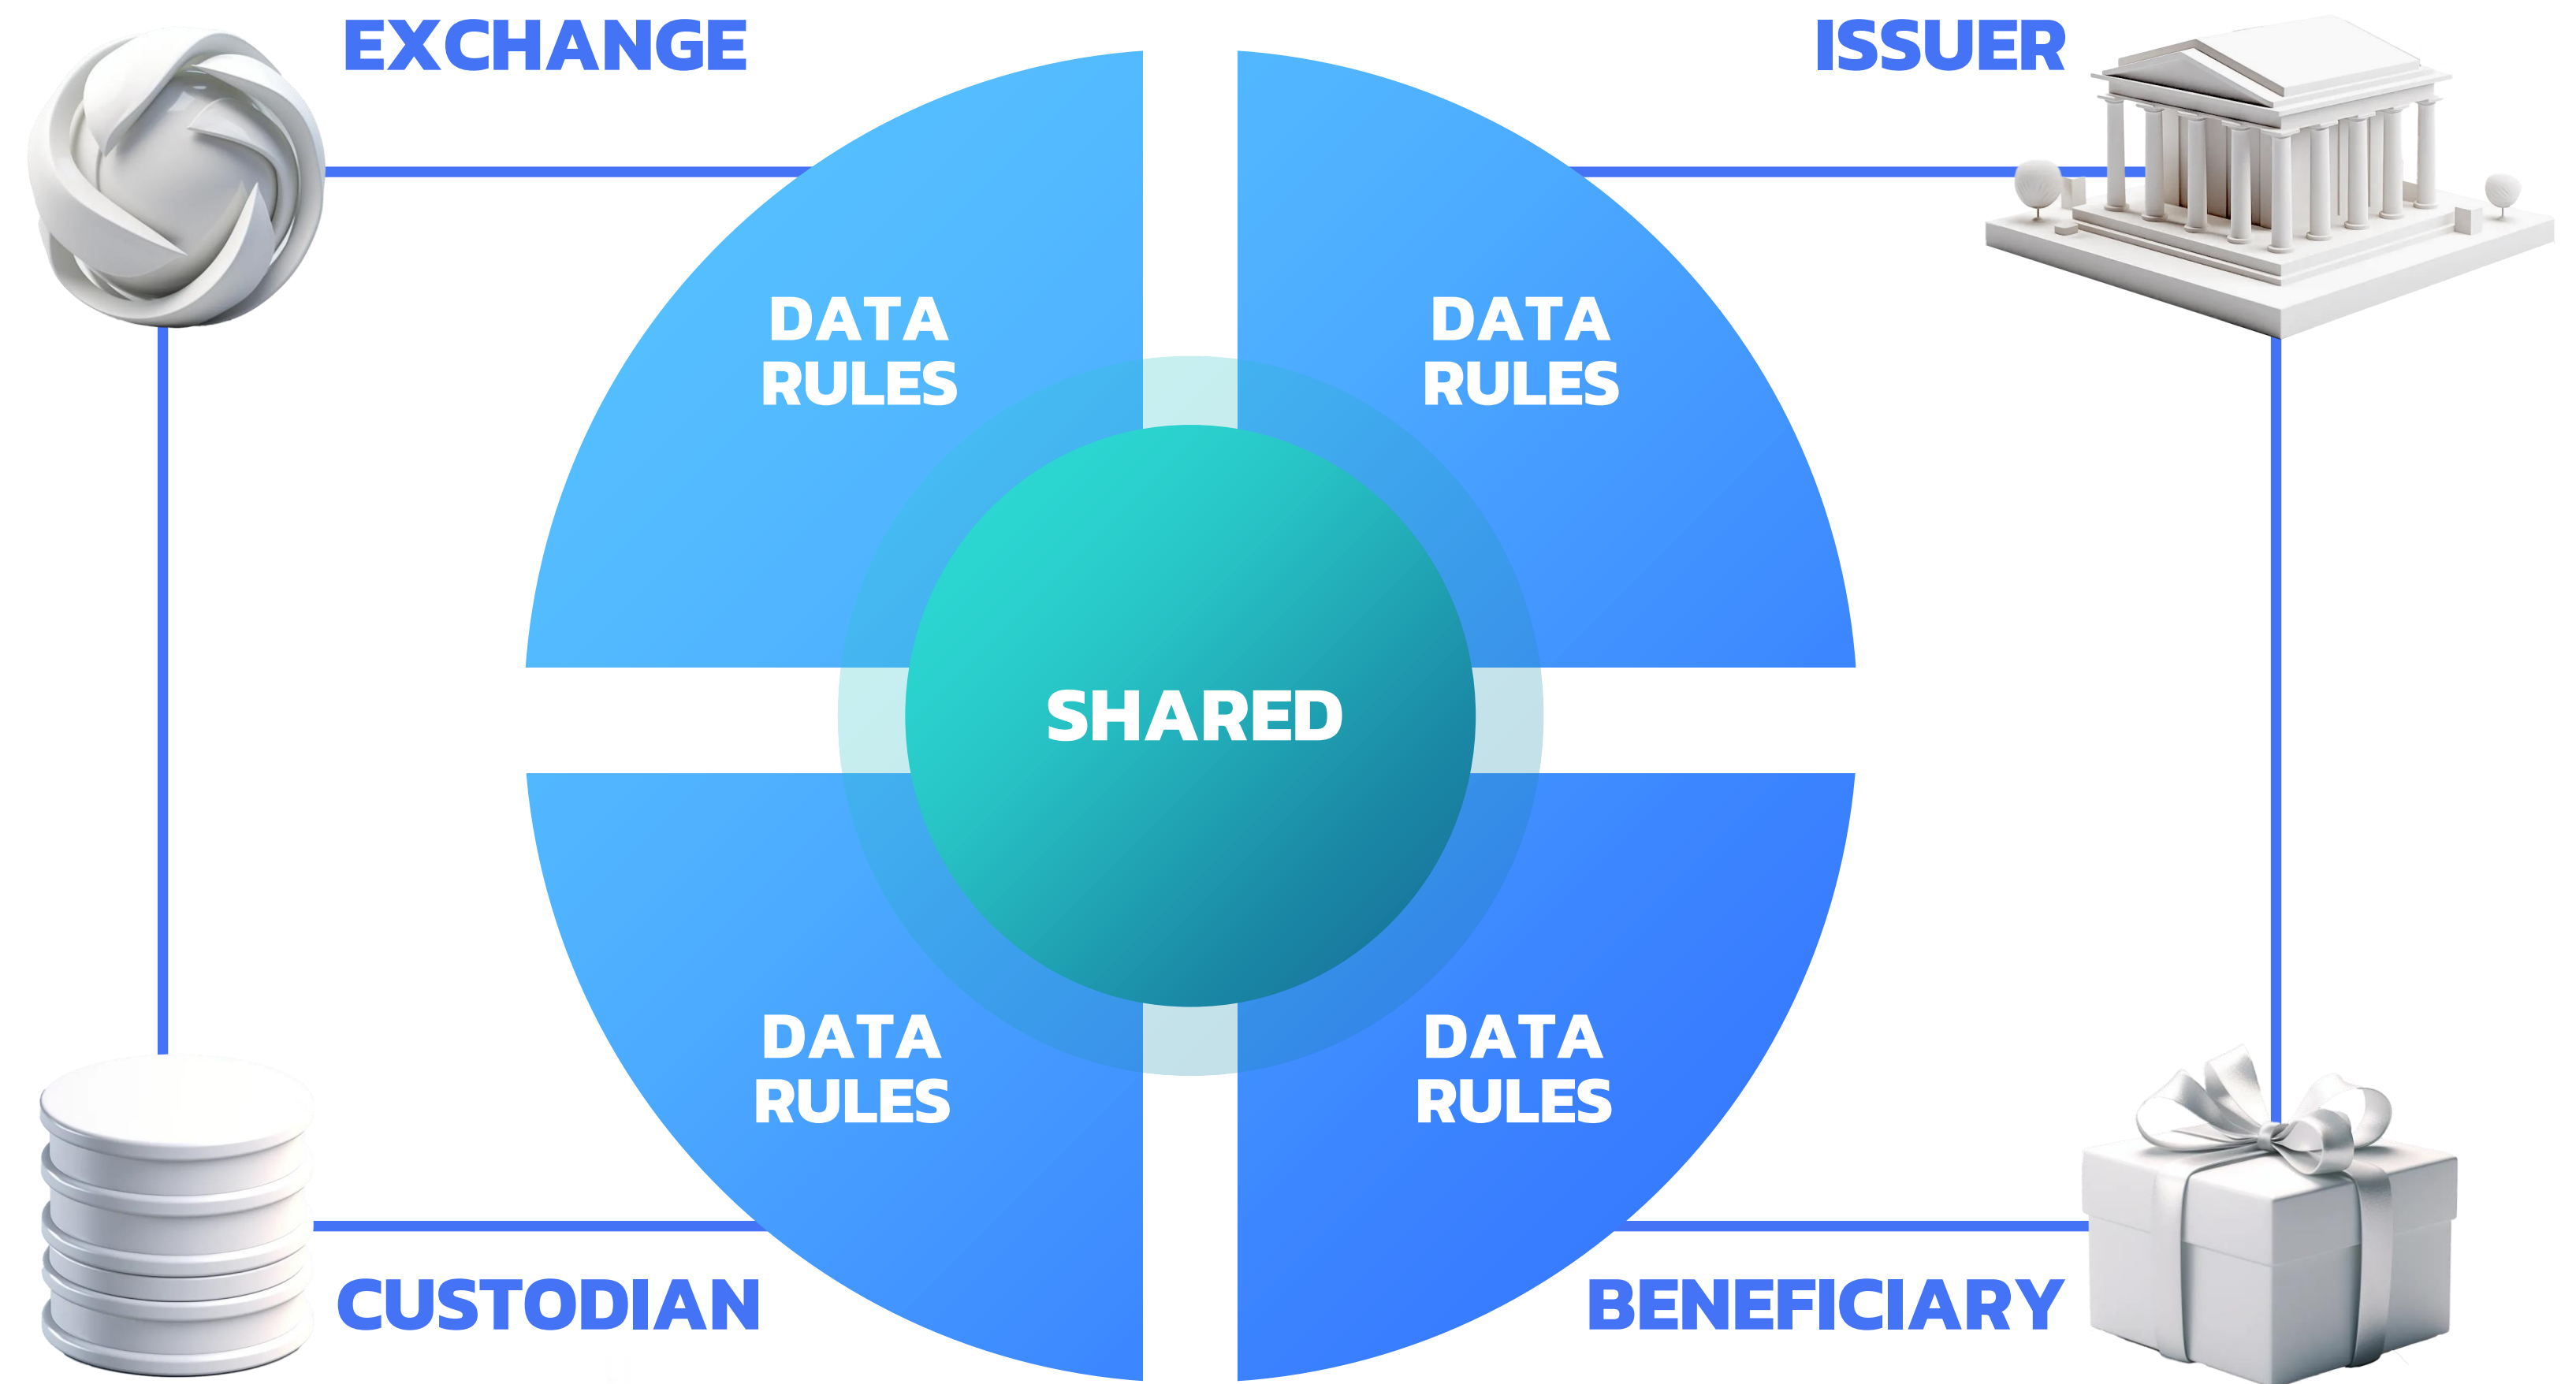 EXCHANGE
ISSUER
DATA
RULES
DATA
RULES
SHARED
DATA
RULES
DATA
RULES
CUSTODIAN
BENEFICIARY